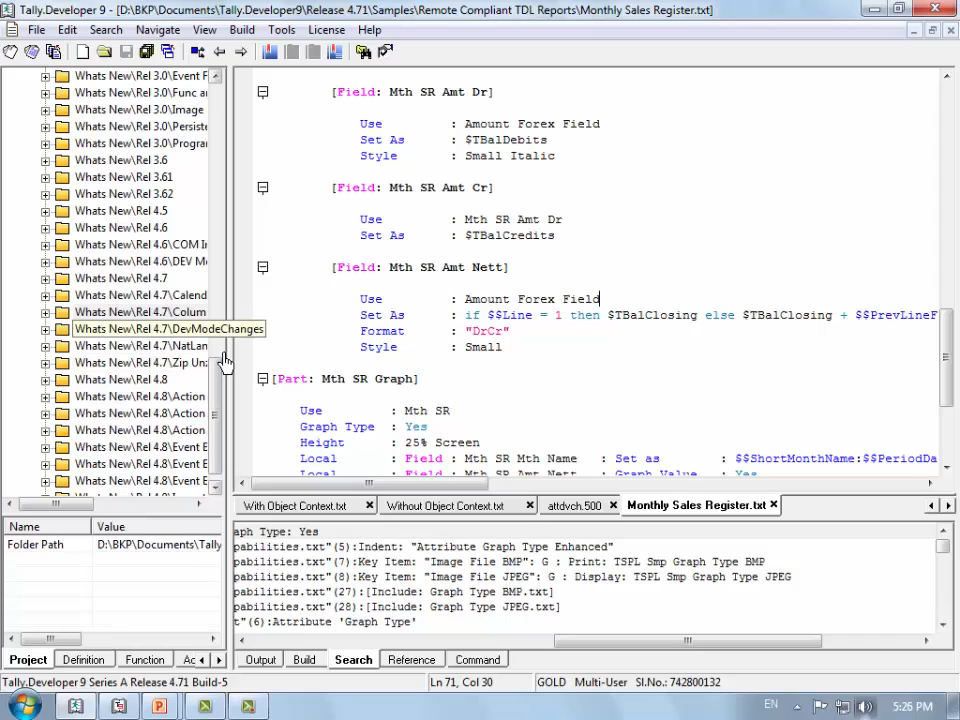 Tally.Developer 9 - [D:\BKP\Documents\Tally.Developer9\Release 4.71\Samples\Remote Compliant TDL Reports\Monthly Sales Register.txt]
File Edit Search Navigate View Build Tools License Help
Whats New\Rel 3.0\Event F
Whats New\Rel 3.0\Func ar
Whats New\Rel 3.0\Image
Whats New\Rel 3.0\Persiste
Whats New\Rel 3.0\Progran
Whats New\Rel 3.6
Whats New\Rel 3.61
Whats New\Rel 3.62
Whats New\Rel 4.5
Whats New\Rel 4.6
Whats New\Rel 4.6\COM In
Whats New\Rel 4.6\DEV Mo
Whats New\Rel 4.7
Whats New\Rel 4.7\Calend
Whats New\Rel 4.7\Colum
Whats New\Rel 4.7\DevModeChanges
Whats New\Rel 4.7\NatLan
Whats New\Rel 4.7\Zip Un
Whats New\Rel 4.8
Whats New\Rel 4.8\Action
Whats New\Rel 4.8\Action
Whats New\Rel 4.8\Action
Whats New\Rel 4.8\Event E
Whats New\Rel 4.8\Event E
Whats New\Rel 4.8\Event E
[Field: Mth SR Amt Dr]
Use : Amount Forex Field
Set As : $TBalDebits
Style : Small Italic
[Field: Mth SR Amt Cr]
Use : Mth SR Amt Dr
Set As : $TBalCredits
[Field: Mth SR Amt Nett]
Use : Amount Forex Field
Set As : if $$Line = 1 then $TBalClosing else $TBalClosing + $$PrevLineF
Format : "DrCr"
Style : Small
[Part: Mth SR Graph]
Use : Mth SR
Graph Type : Yes
Height : 25% Screen
Local : Field : Mth SR Mth Name : Set as : $$ShortMonthName:$$PeriodDa
Local : Field : Mth SR Amt Nett : Graph Value : Yes
With Object Context.txt Without Object Context.txt attdvch.500 Monthly Sales Register.txt
Name Value
Folder Path D:\BKP\Documents\Tally
aph Type: Yes
pabilities.txt"(5):Indent: "Attribute Graph Type Enhanced"
pabilities.txt"(7):Key Item: "Image File BMP": G : Print: TSPL Smp Graph Type BMP
pabilities.txt"(8):Key Item: "Image File JPEG": G : Display: TSPL Smp Graph Type JPEG
pabilities.txt"(27):[Include: Graph Type BMP.txt]
pabilities.txt"(28):[Include: Graph Type JPEG.txt]
t"(6):Attribute 'Graph Type'
Project Definition Function Ac
Output Build Search Reference Command
Tally.Developer 9 Series A Release 4.71 Build-5 Ln 71, Col 30 GOLD Multi-User Sl.No.: 742800132
EN 5:26 PM